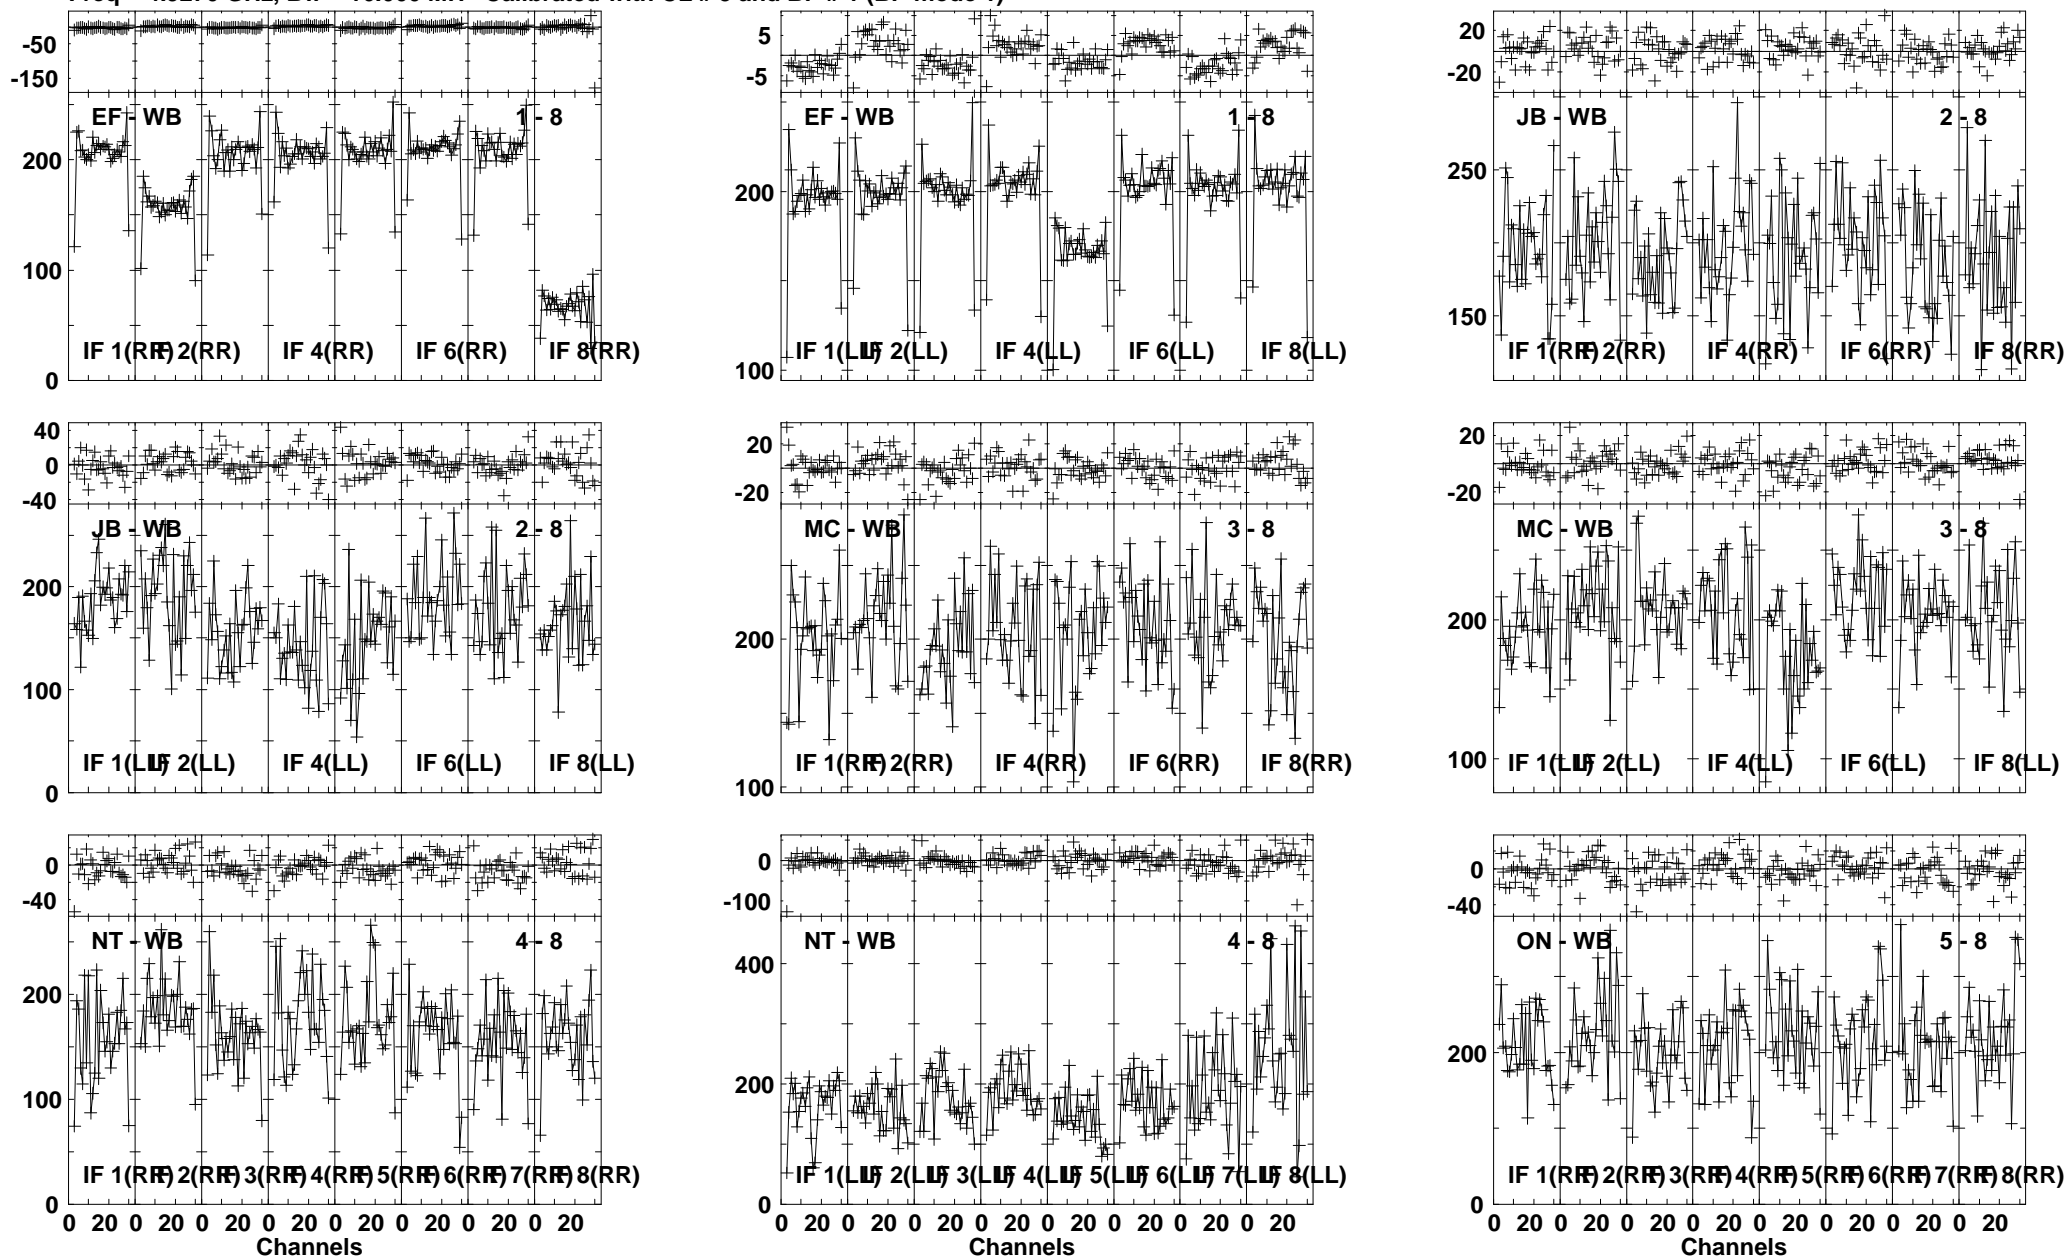 Calibrated with and
-50
-150
EF - WB 1 - 8
200
100
0
IF 1(RR) IF 2(RR) IF 4(RR) IF 6(RR) IF 8(RR)
5
-5
EF - WB 1 - 8
200
100
IF 1(LL) IF 2(LL) IF 4(LL) IF 6(LL) IF 8(LL)
20
-20
JB - WB 2 - 8
250
150
IF 1(RR) IF 2(RR) IF 4(RR) IF 6(RR) IF 8(RR)
40
0
-40
JB - WB 2 - 8
200
100
0
IF 1(LL) IF 2(LL) IF 4(LL) IF 6(LL) IF 8(LL)
20
-20
MC - WB 3 - 8
200
100
IF 1(RR) IF 2(RR) IF 4(RR) IF 6(RR) IF 8(RR)
20
-20
MC - WB 3 - 8
200
100
IF 1(LL) IF 2(LL) IF 4(LL) IF 6(LL) IF 8(LL)
0
-40
NT - WB 4 - 8
200
100
0
IF 1(RR) IF 2(RR) IF 3(RR) IF 4(RR) IF 5(RR) IF 6(RR) IF 7(RR) IF 8(RR)
0 20 0 20 0 20 0 20 0 20 0 20 0 20 0 20
Channels
0
-100
NT - WB 4 - 8
400
200
0
IF 1(LL) IF 2(LL) IF 3(LL) IF 4(LL) IF 5(LL) IF 6(LL) IF 7(LL) IF 8(LL)
0 20 0 20 0 20 0 20 0 20 0 20 0 20 0 20
Channels
0
-40
ON - WB 5 - 8
200
0
IF 1(RR) IF 2(RR) IF 3(RR) IF 4(RR) IF 5(RR) IF 6(RR) IF 7(RR) IF 8(RR)
0 20 0 20 0 20 0 20 0 20 0 20 0 20 0 20
Channels